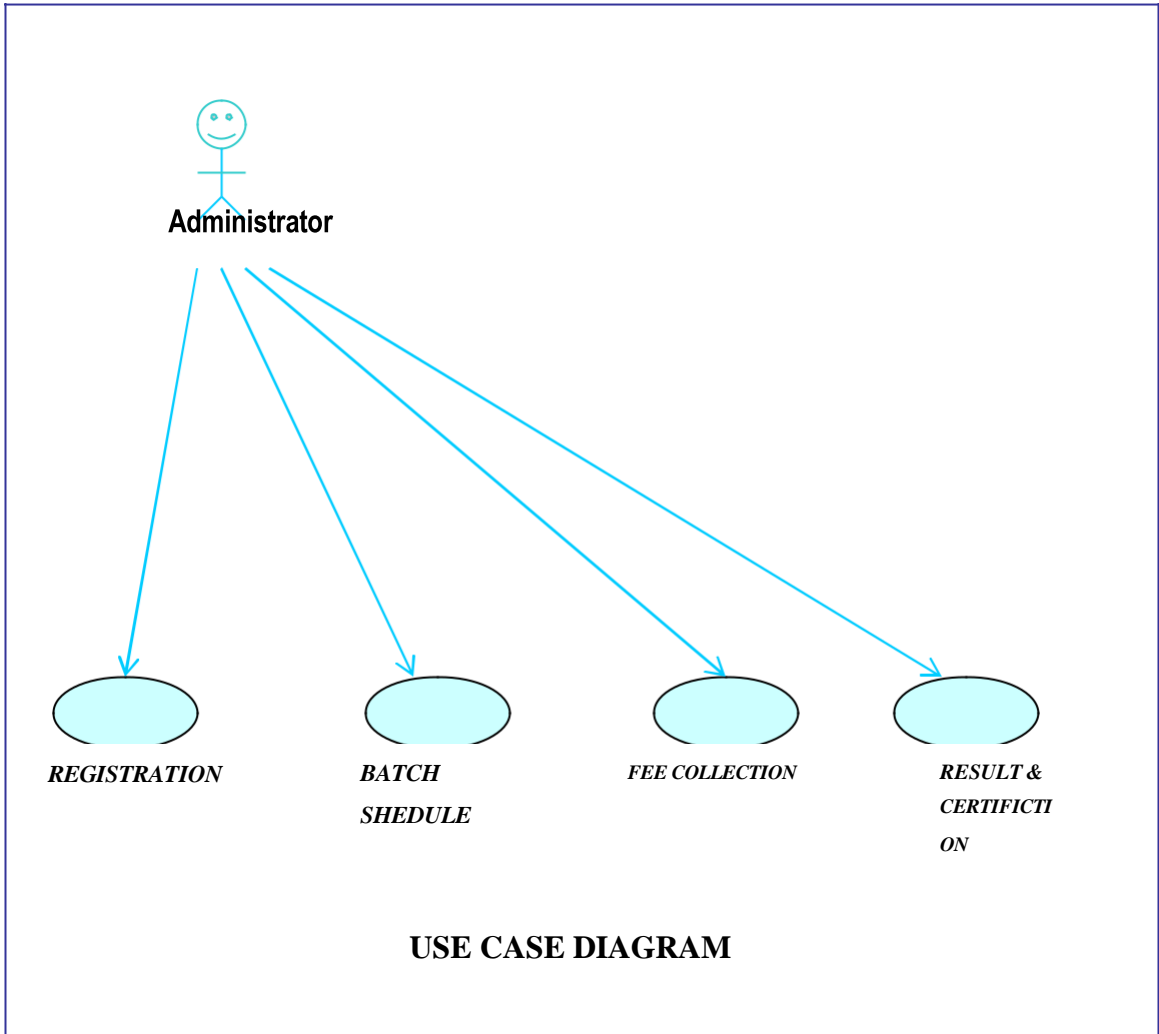 Administrator
REGISTRATION
BATCH
SHEDULE
FEE COLLECTION
RESULT &
CERTIFICTI
ON
USE CASE DIAGRAM